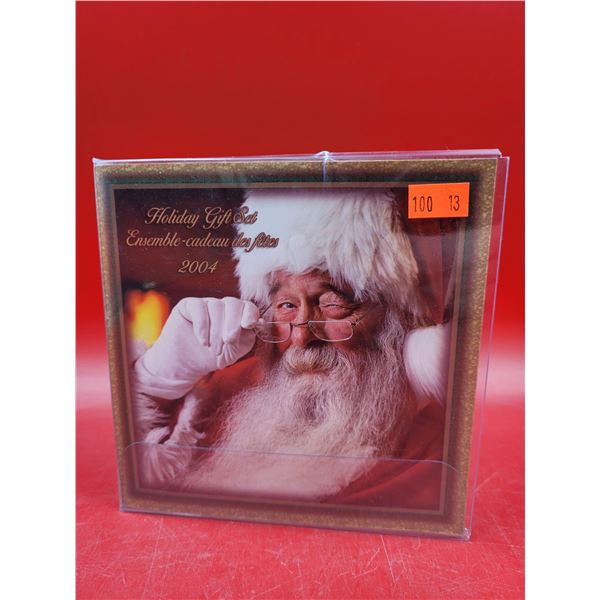 Holiday Gift Set
Ensemble-cadeau des fêtes
2004
100 13